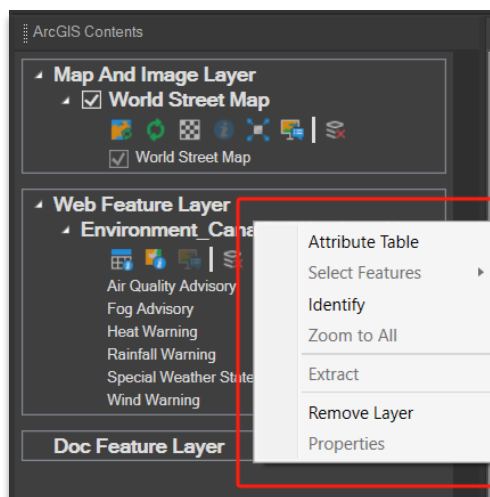 ArcGIS Contents
Map And Image Layer
World Street Map
World Street Map
Web Feature Layer
Environment_Cana
Air Quality Advisory
Fog Advisory
Heat Warning
Rainfall Warning
Special Weather State
Wind Warning
Doc Feature Layer
Attribute Table
Select Features
Identify
Zoom to All
Extract
Remove Layer
Properties